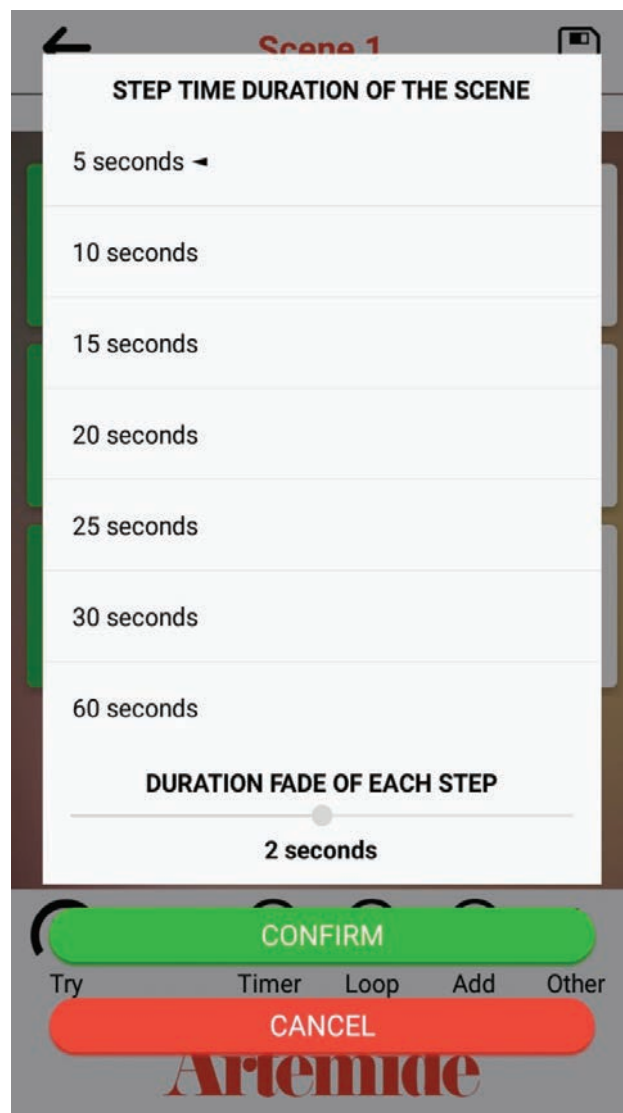 Scene 1
STEP TIME DURATION OF THE SCENE
5 seconds ◄
10 seconds
15 seconds
20 seconds
25 seconds
30 seconds
60 seconds
DURATION FADE OF EACH STEP
2 seconds
CONFIRM
Try Timer Loop Add Other
CANCEL
Artemide